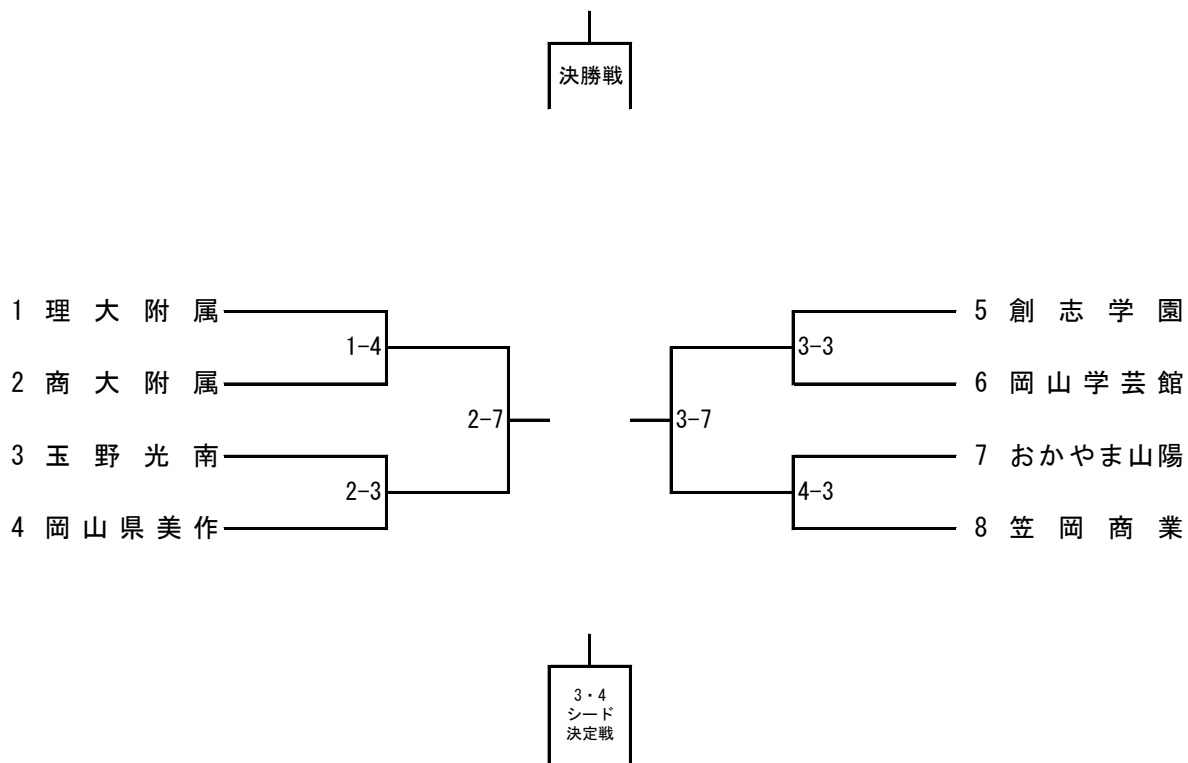 決勝戦
1 理大附属
1-4
2 商大附属
2-7
3 玉野光南
2-3
4 岡山県美作
5 創志学園
3-3
6 岡山学芸館
3-7
7 おかやま山陽
4-3
8 笠岡商業
3・4
シード
決定戦